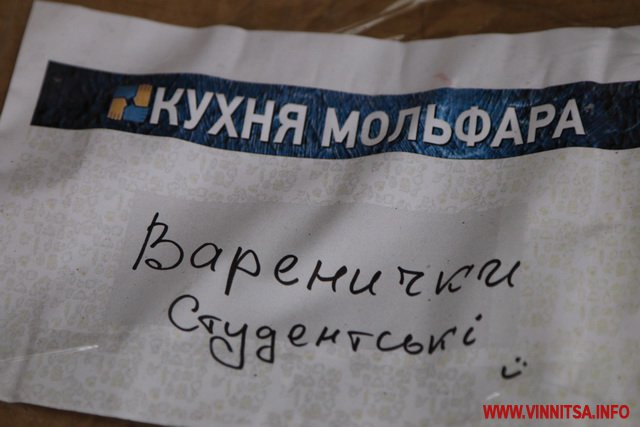 КУХНЯ МОЛЬФАРА
Варенички
Студентські
WWW.VINNITSA.INFO